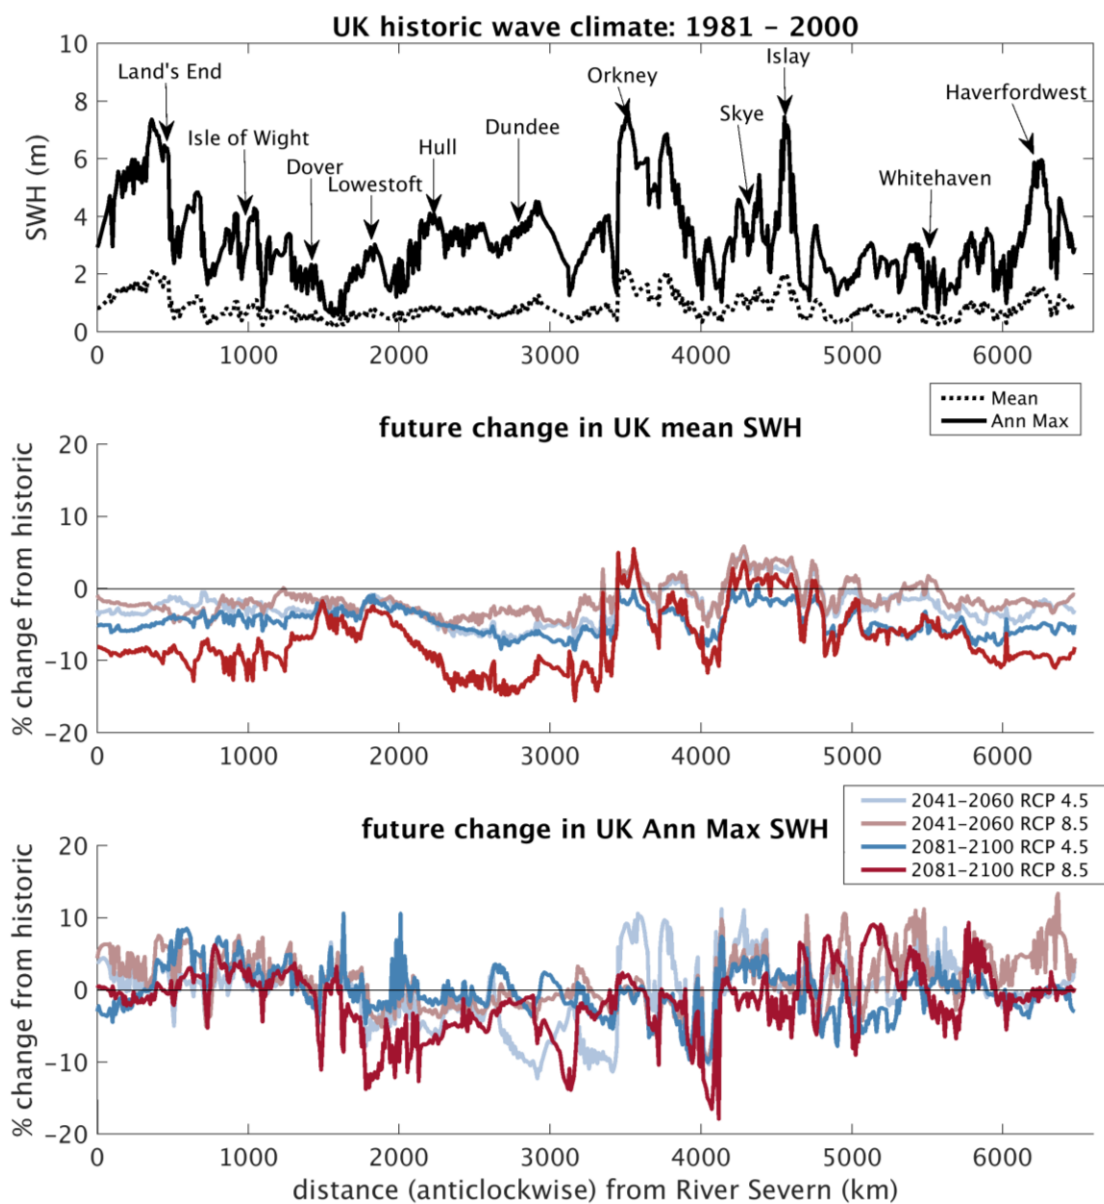 UK historic wave climate: 1981 – 2000
SWH (m)
10
8
6
4
2
0
Land's End
Isle of Wight
Dover
Lowestoft
Hull
Dundee
Orkney
Skye
Islay
Whitehaven
Haverfordwest
0 1000 2000 3000 4000 5000 6000
Mean
Ann Max
future change in UK mean SWH
% change from historic
20
10
0
-10
-20
0 1000 2000 3000 4000 5000 6000
2041-2060 RCP 4.5
2041-2060 RCP 8.5
2081-2100 RCP 4.5
2081-2100 RCP 8.5
future change in UK Ann Max SWH
% change from historic
20
10
0
-10
-20
0 1000 2000 3000 4000 5000 6000
distance (anticlockwise) from River Severn (km)